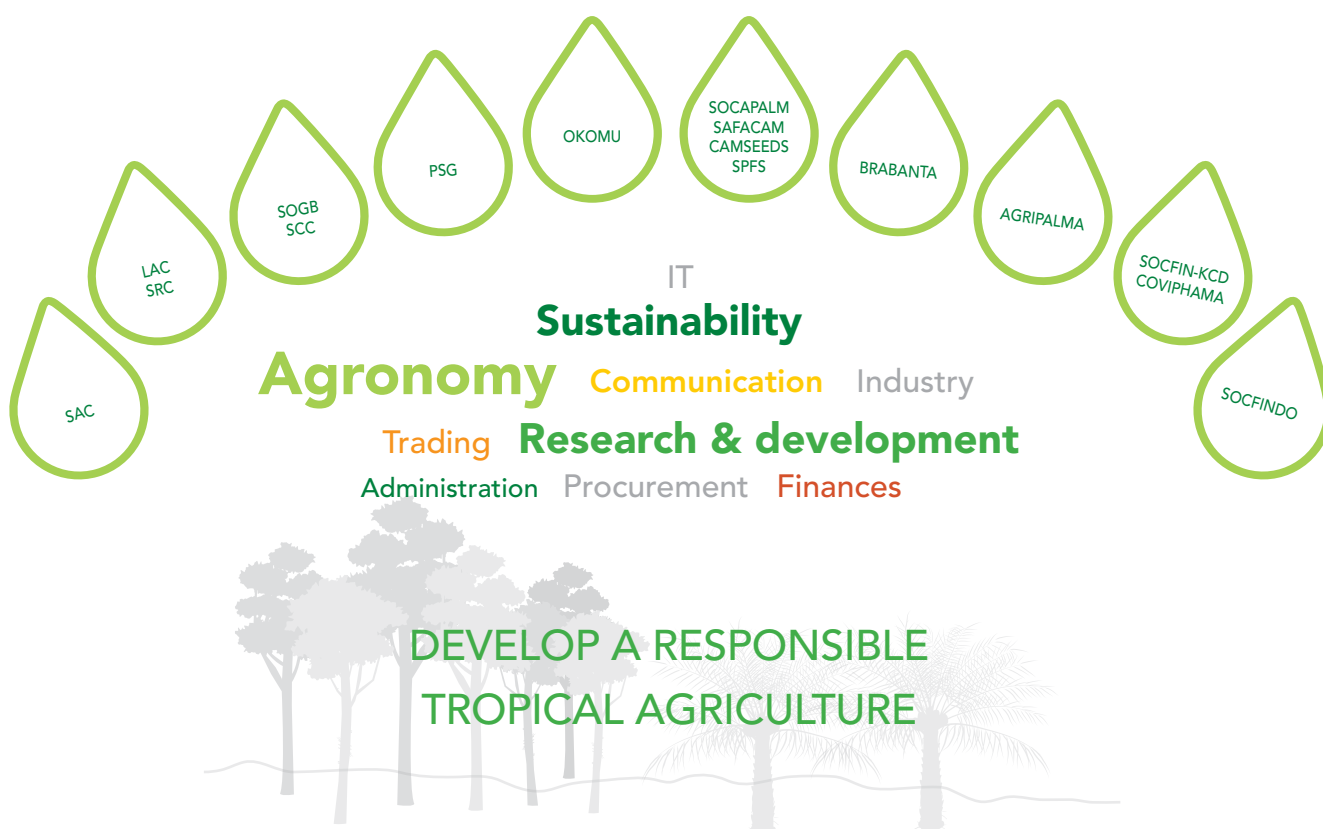 SAC
LAC
SRC
SOGB
SCC
PSG
OKOMU
SOCAPALM
SAFACAM
CAMSEEDS
SPFS
BRABANTA
AGRIPALMA
SOCFIN-KCD
COVIPHAMA
SOCFINDO
IT
Sustainability
Agronomy Communication Industry
Trading Research & development
Administration Procurement Finances
DEVELOP A RESPONSIBLE
TROPICAL AGRICULTURE